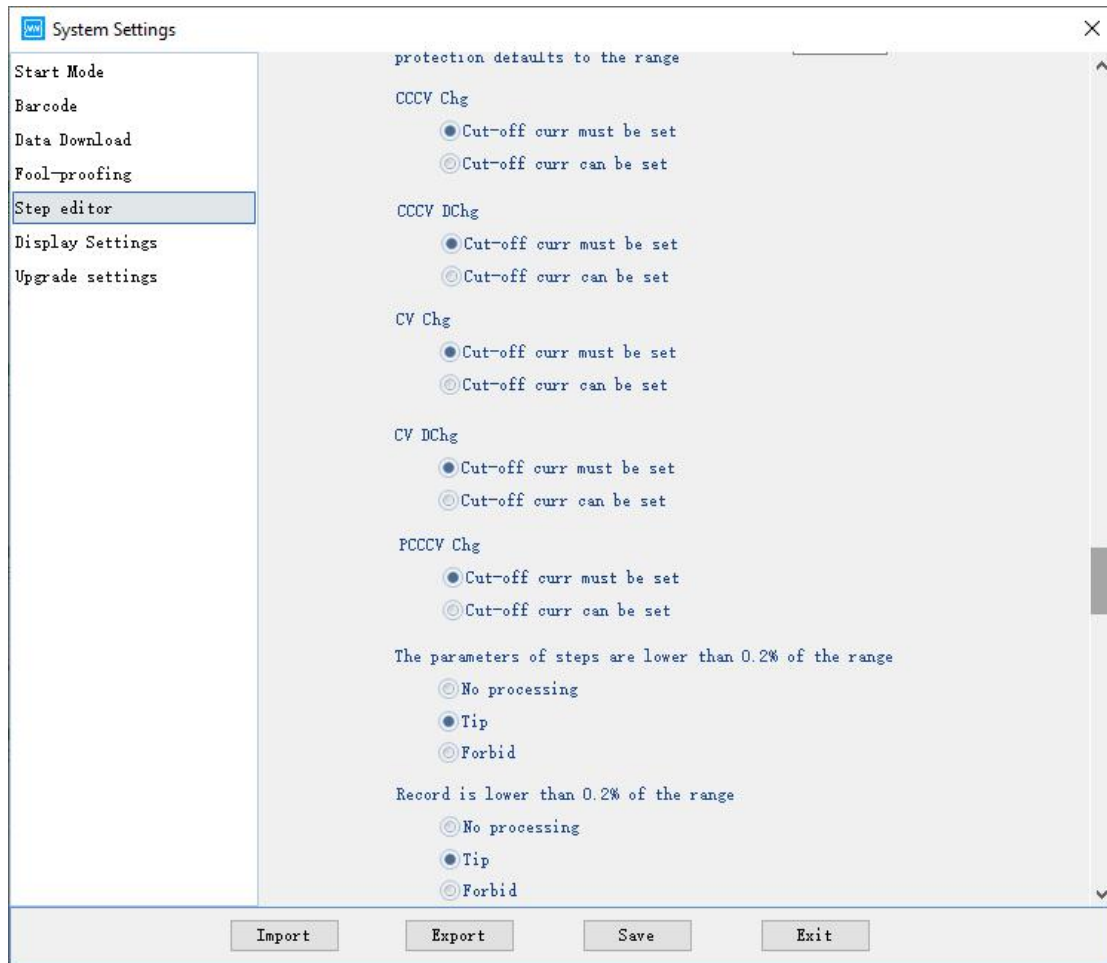 System Settings
Start Mode
Barcode
Data Download
Fool-proofing
Step editor
Display Settings
Upgrade settings
protection defaults to the range
CCCV Chg
Cut-off curr must be set
Cut-off curr can be set
CCCV DChg
Cut-off curr must be set
Cut-off curr can be set
CV Chg
Cut-off curr must be set
Cut-off curr can be set
CV DChg
Cut-off curr must be set
Cut-off curr can be set
PCCCV Chg
Cut-off curr must be set
Cut-off curr can be set
The parameters of steps are lower than 0.2% of the range
No processing
Tip
Forbid
Record is lower than 0.2% of the range
No processing
Tip
Forbid
Import Export Save Exit